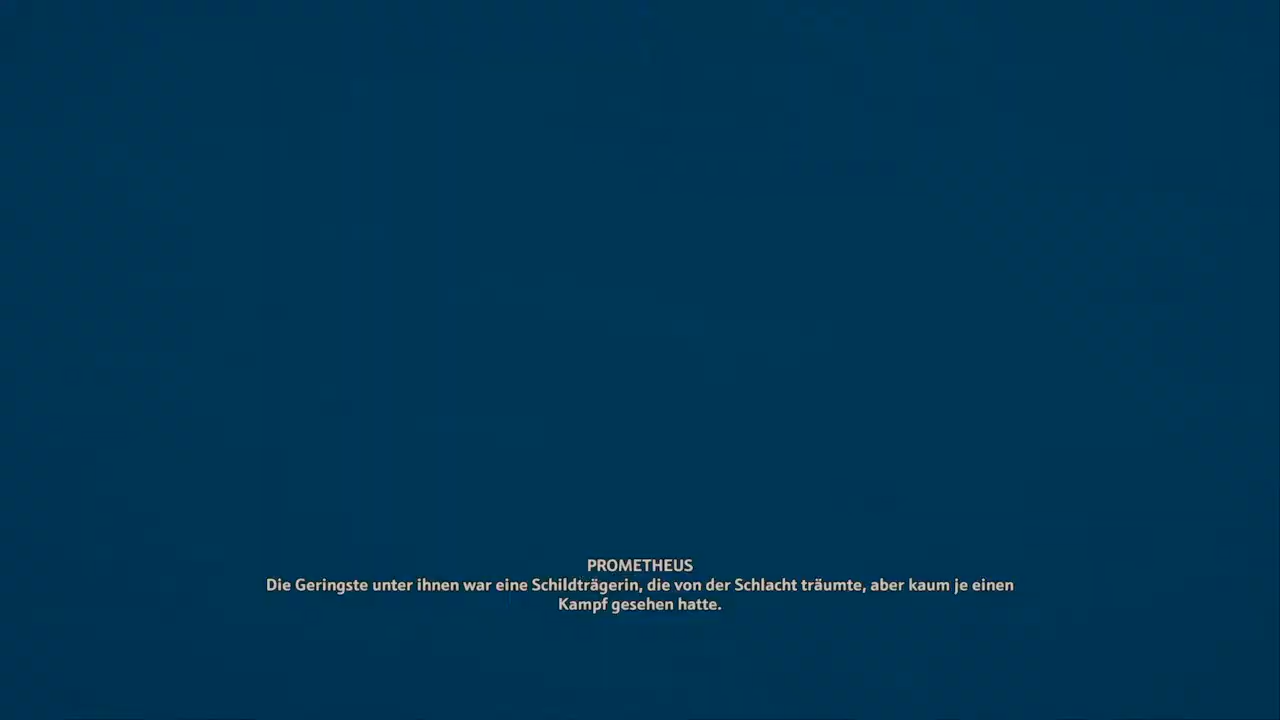 PROMETHEUS
Die Geringste unter ihnen war eine Schildträgerin, die von der Schlacht träumte, aber kaum je einen
Kampf gesehen hatte.